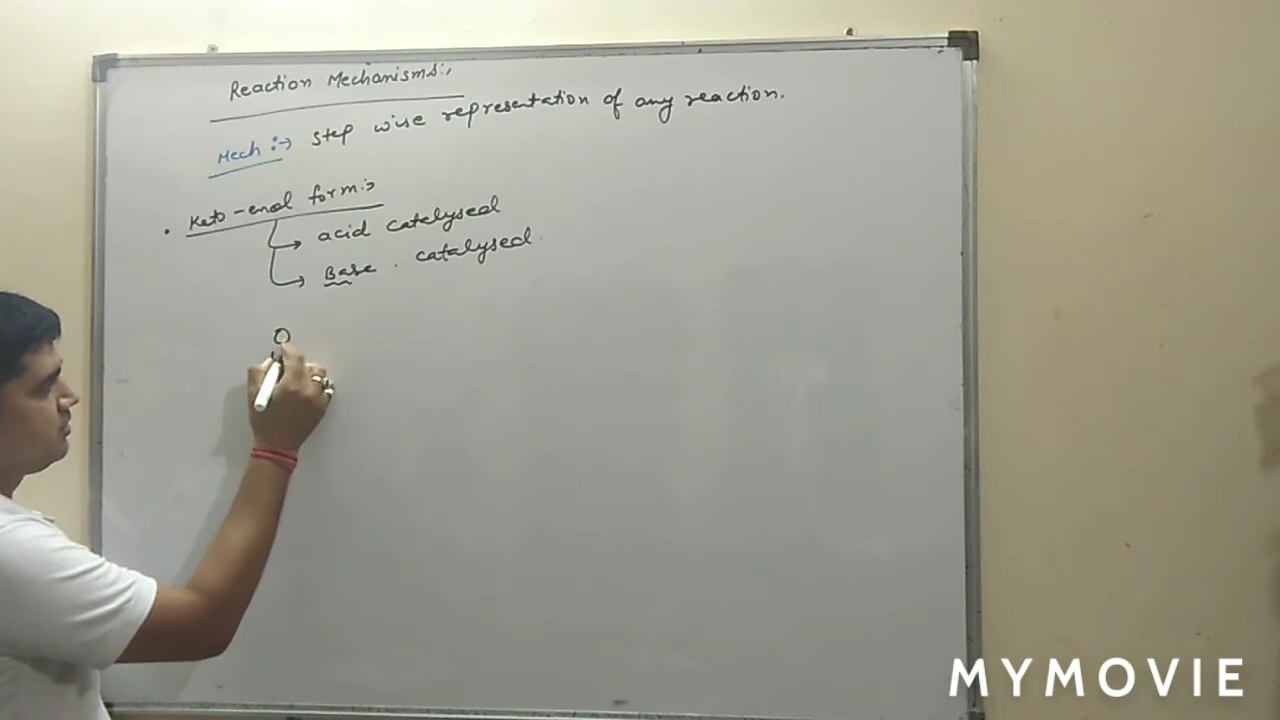 Reaction Mechanisms:,
Mech :→ Step wise representation of any reaction.
• Keto-enol form:>
→ acid catalysed
→ Base. catalysed.
O
MYMOVIE